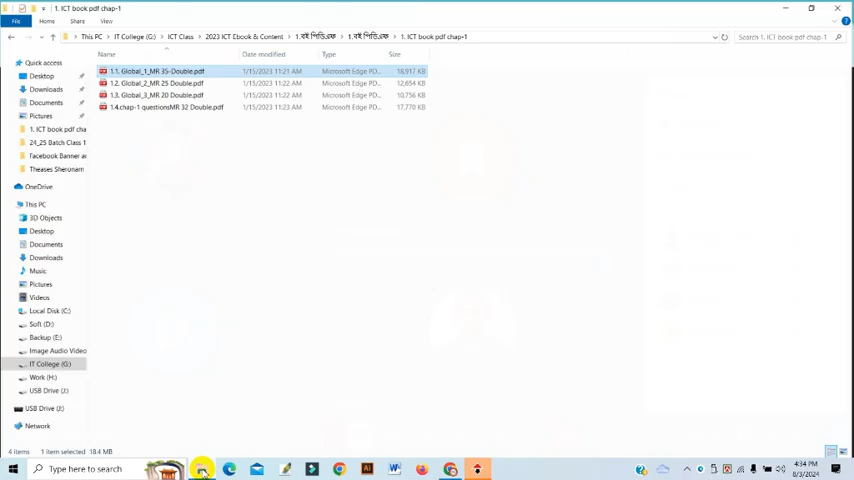 1. ICT book pdf chap-1
File Home Share View
This PC IT College (G:) ICT Class 2023 ICT Ebook & Content 1.বই পিডিএফ 1.বই পিডিএফ 1. ICT book pdf chap-1
Search 1. ICT book pdf chap-1
Name Date modified Type Size
1.1. Global_1_MR 35-Double.pdf 1/15/2023 11:21 AM Microsoft Edge PD... 18,917 KB
1.2. Global_2_MR 25 Double.pdf 1/15/2023 11:22 AM Microsoft Edge PD... 12,654 KB
1.3. Global_3_MR 20 Double.pdf 1/15/2023 11:22 AM Microsoft Edge PD... 10,756 KB
1.4.chap-1 questionsMR 32 Double.pdf 1/15/2023 11:23 AM Microsoft Edge PD... 17,770 KB
Quick access
Desktop
Downloads
Documents
Pictures
1. ICT book pdf cha
24_25 Batch Class 1
Facebook Banner a
Theases Sheronam
OneDrive
This PC
3D Objects
Desktop
Documents
Downloads
Music
Pictures
Videos
Local Disk (C:)
Soft (D:)
Backup (E:)
Image Audio Video
IT College (G:)
Work (H:)
USB Drive (J:)
USB Drive (J:)
Network
4 items 1 item selected 18.4 MB
Type here to search
4:34 PM
8/3/2024